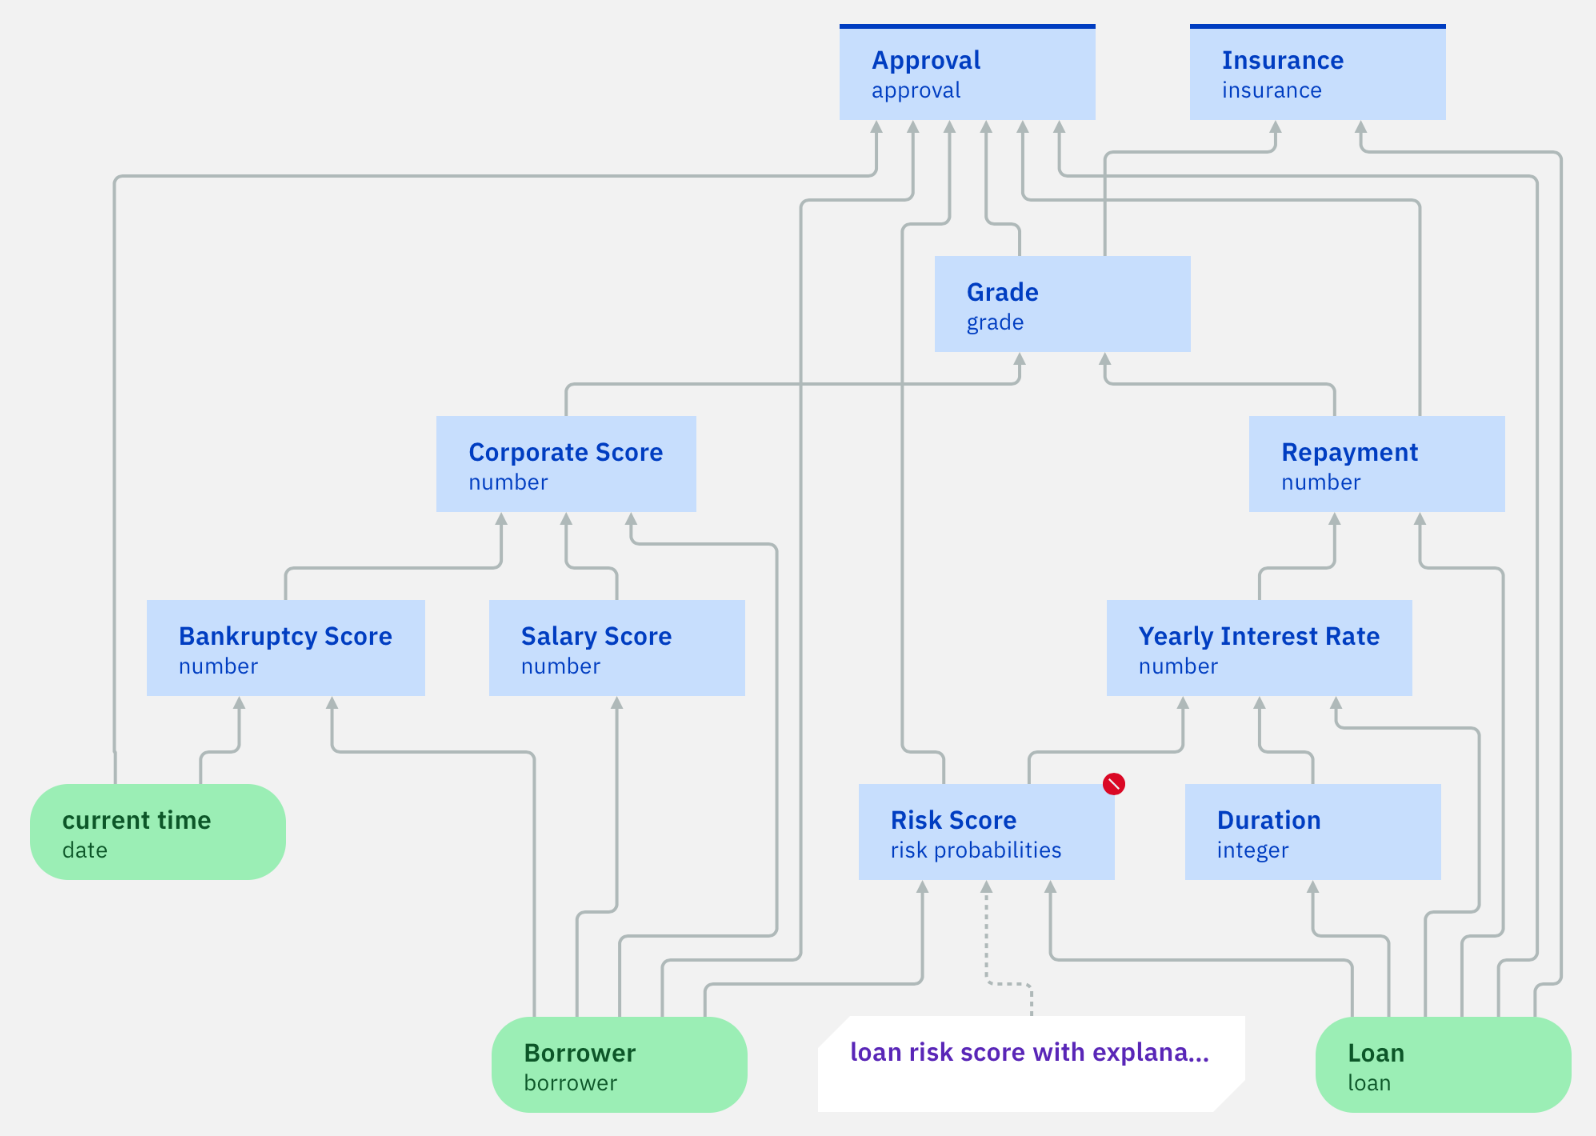 Approval
approval
Insurance
insurance
Grade
grade
Corporate Score
number
Repayment
number
Bankruptcy Score
number
Salary Score
number
Yearly Interest Rate
number
current time
date
Risk Score
risk probabilities
Duration
integer
Borrower
borrower
loan risk score with explana...
Loan
loan